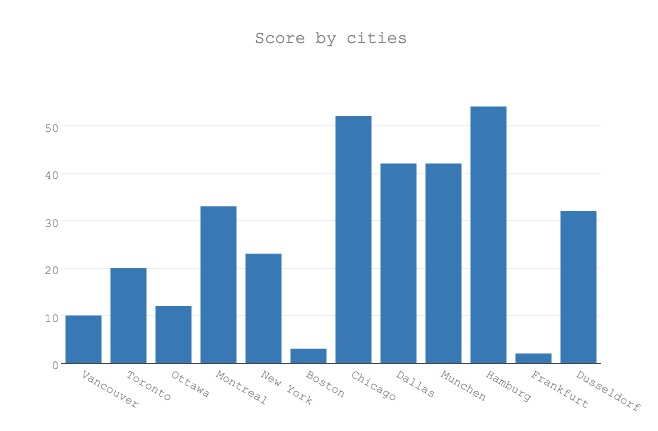 Score by cities
50
40
30
20
10
0
Vancouver
Toronto
Ottawa
Montreal
New York
Boston
Chicago
Dallas
Munchen
Hamburg
Frankfurt
Dusseldorf